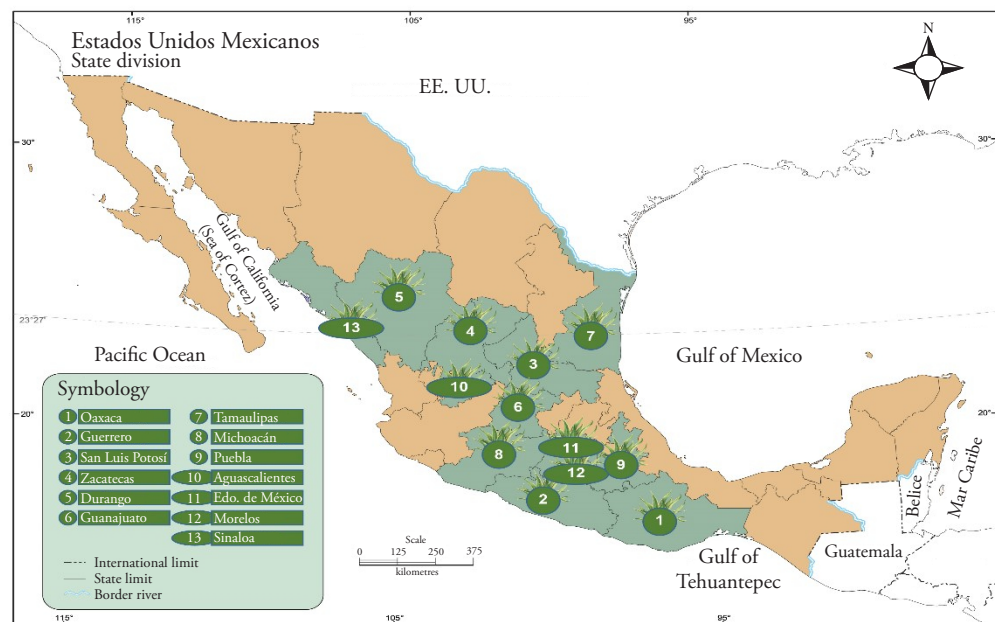 115°
105°
95°
N
Estados Unidos Mexicanos
State division
EE. UU.
30°
30°
Gulf of California
(Sea of Cortez)
23°27'
5
13
4
7
3
Pacific Ocean
Gulf of Mexico
10
6
20°
20°
11
8
12
9
2
1
Symbology
1 Oaxaca
2 Guerrero
3 San Luis Potosí
4 Zacatecas
5 Durango
6 Guanajuato
7 Tamaulipas
8 Michoacán
9 Puebla
10 Aguascalientes
11 Edo. de México
12 Morelos
13 Sinaloa
International limit
State limit
Border river
Scale
0 125 250 375
kilometres
Gulf of
Tehuantepec
Belice
Mar Caribe
Guatemala
115°
105°
95°